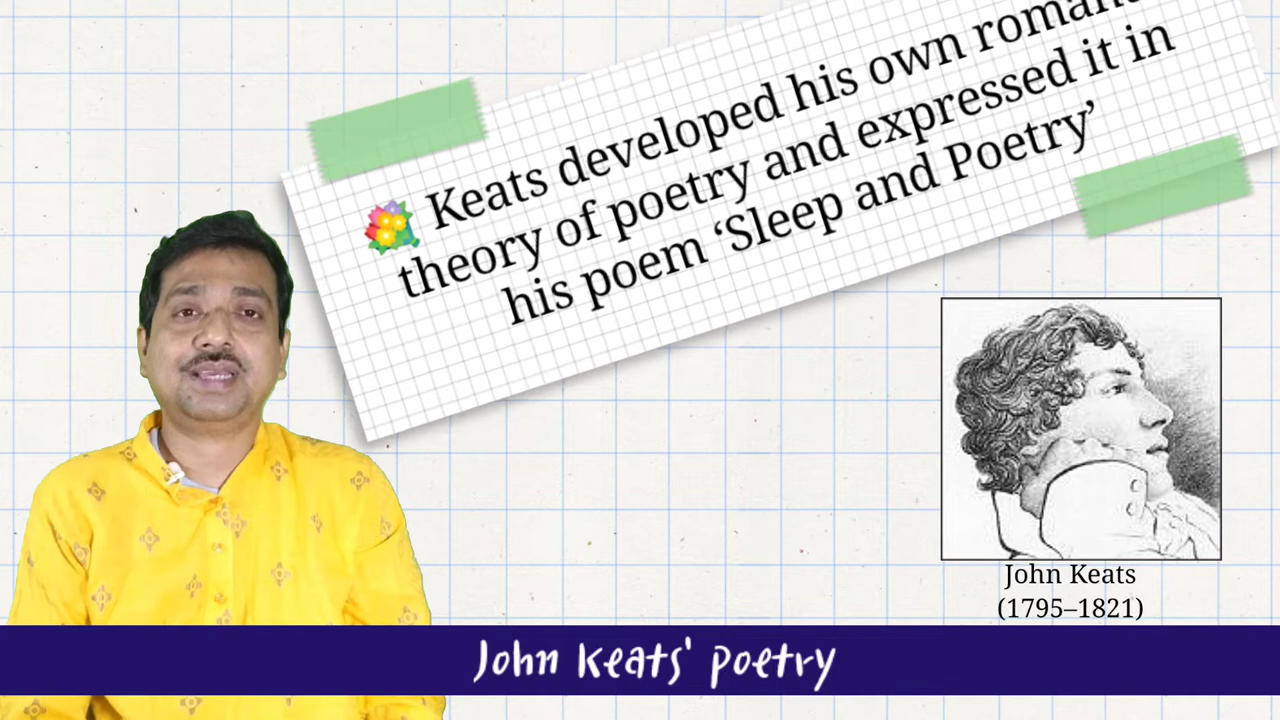 Keats developed his own
theory of poetry and expressed it in
his poem ‘Sleep and Poetry’
John Keats
(1795–1821)
John Keats' poetry